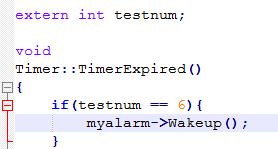 extern int testnum;
void
Timer::TimerExpired()
{
    if(testnum == 6){
        myalarm->Wakeup();
    }